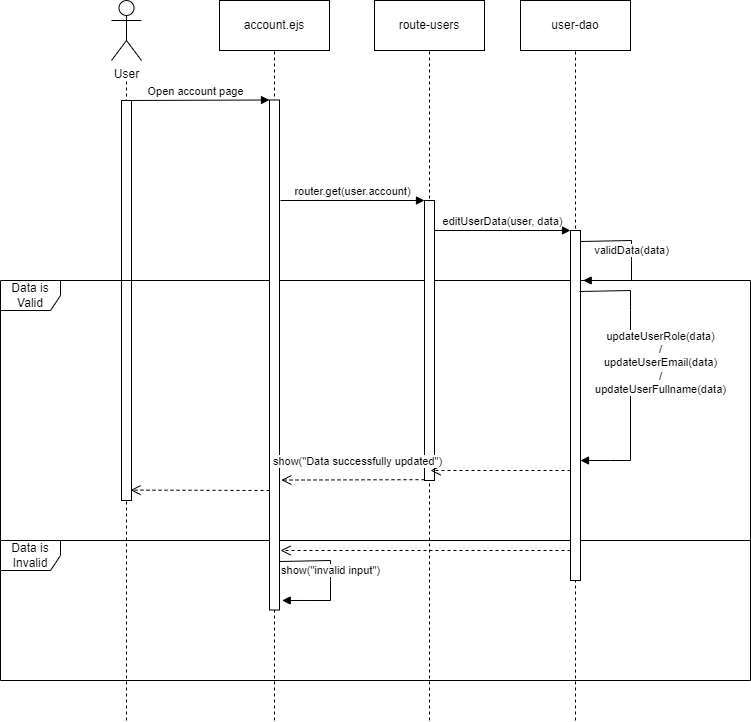 User
account.ejs
route-users
user-dao
Open account page
router.get(user.account)
editUserData(user, data)
validData(data)
Data is
Valid
updateUserRole(data)
/
updateUserEmail(data)
/
updateUserFullname(data)
show("Data successfully updated")
Data is
Invalid
show("invalid input")